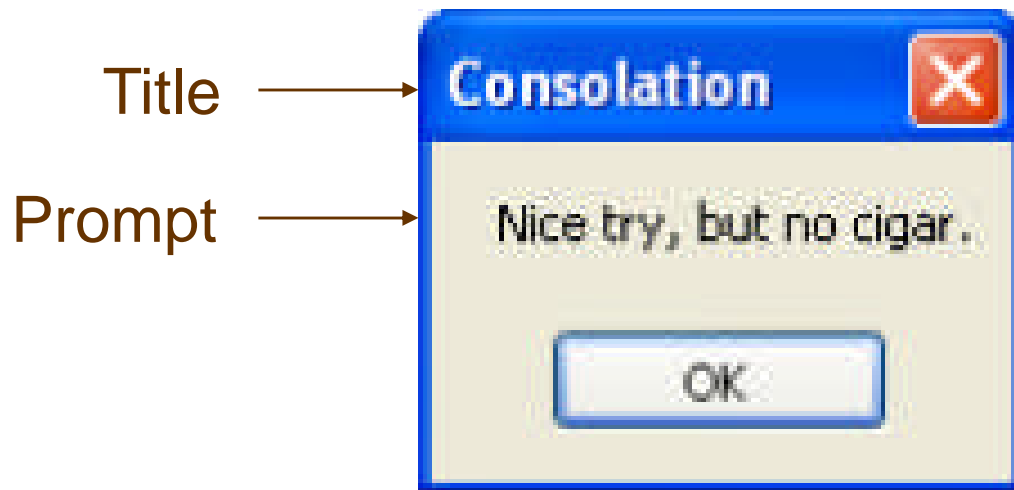 Title
Consolation
Prompt
Nice try, but no cigar.
OK